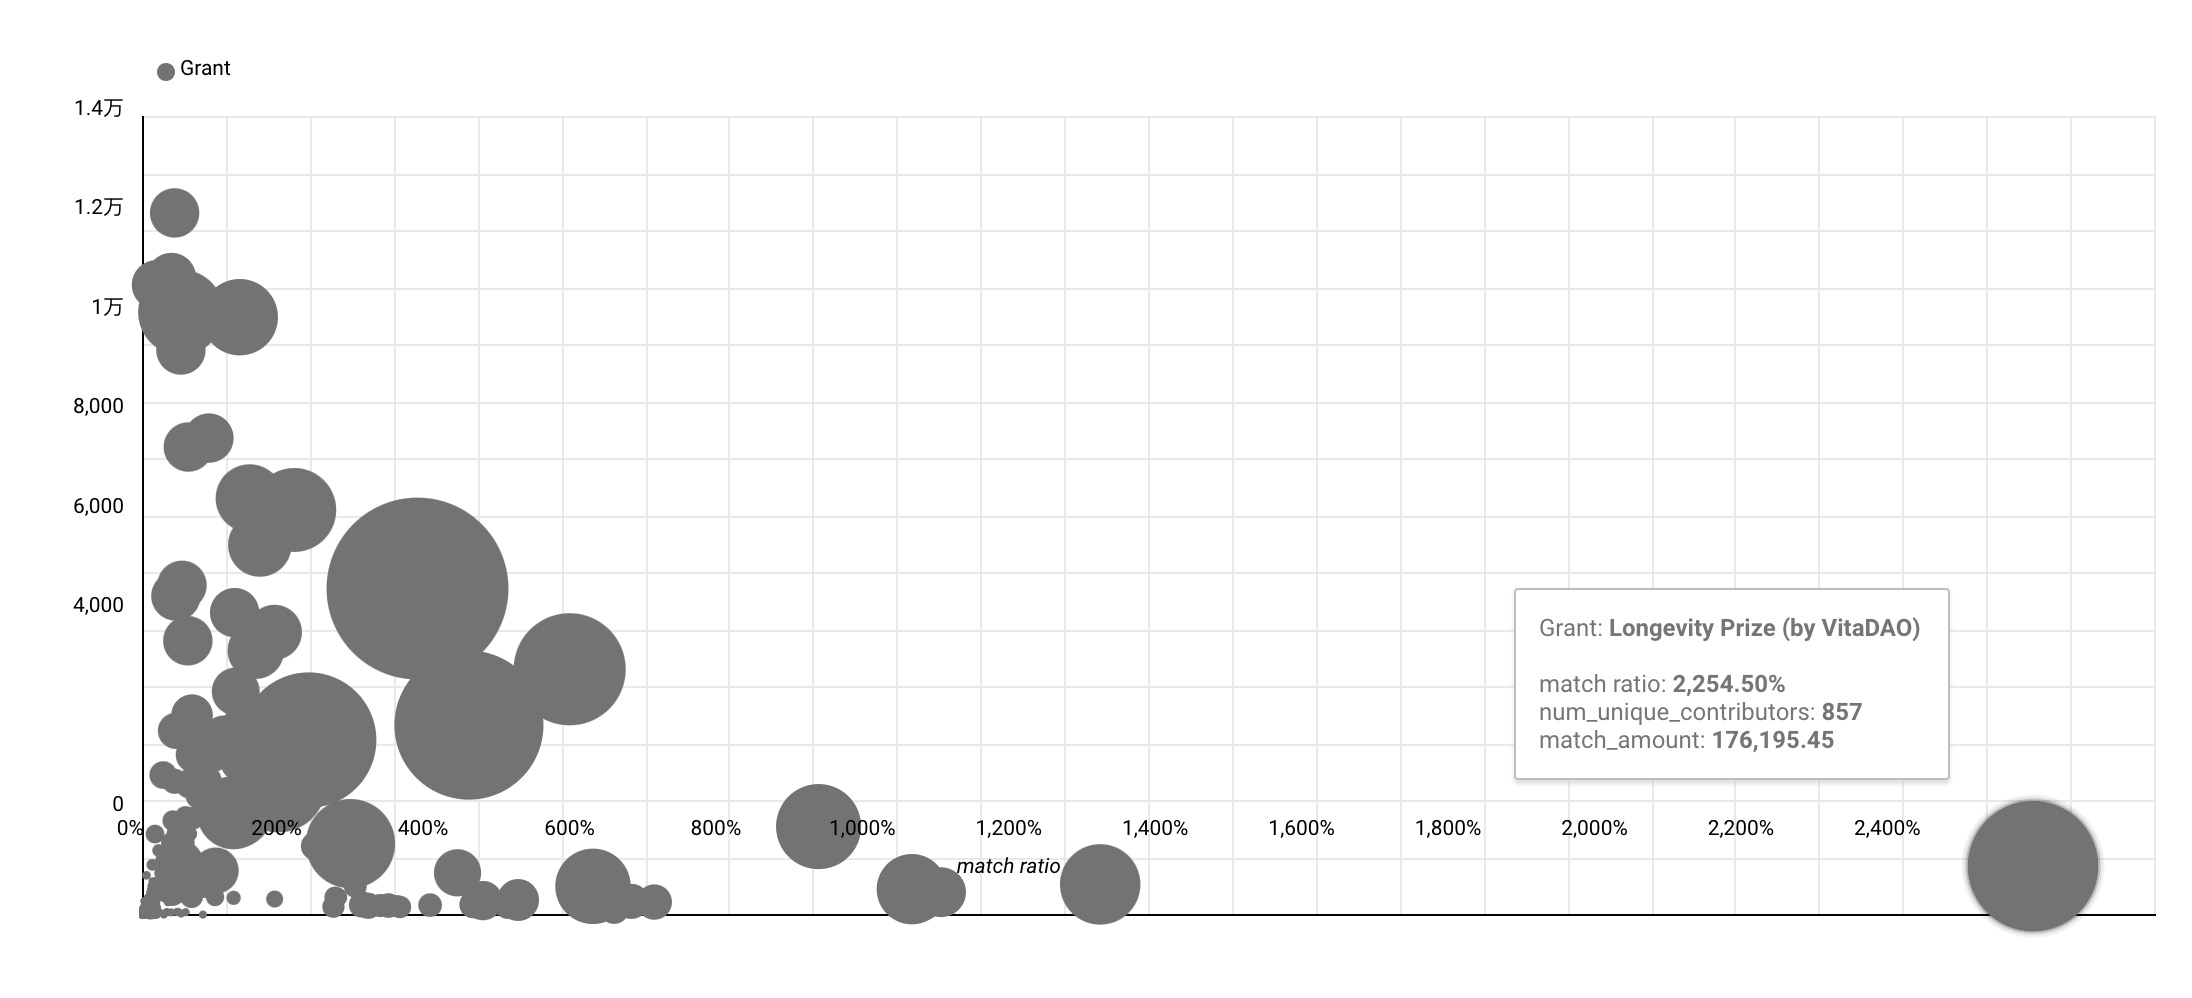 Grant
1.4万
1.2万
1万
8,000
6,000
4,000
0
Grant: Longevity Prize (by VitaDAO)
match ratio: 2,254.50%
num_unique_contributors: 857
match_amount: 176,195.45
0% 200% 400% 600% 800% 1,000% 1,200% 1,400% 1,600% 1,800% 2,000% 2,200% 2,400%
match ratio